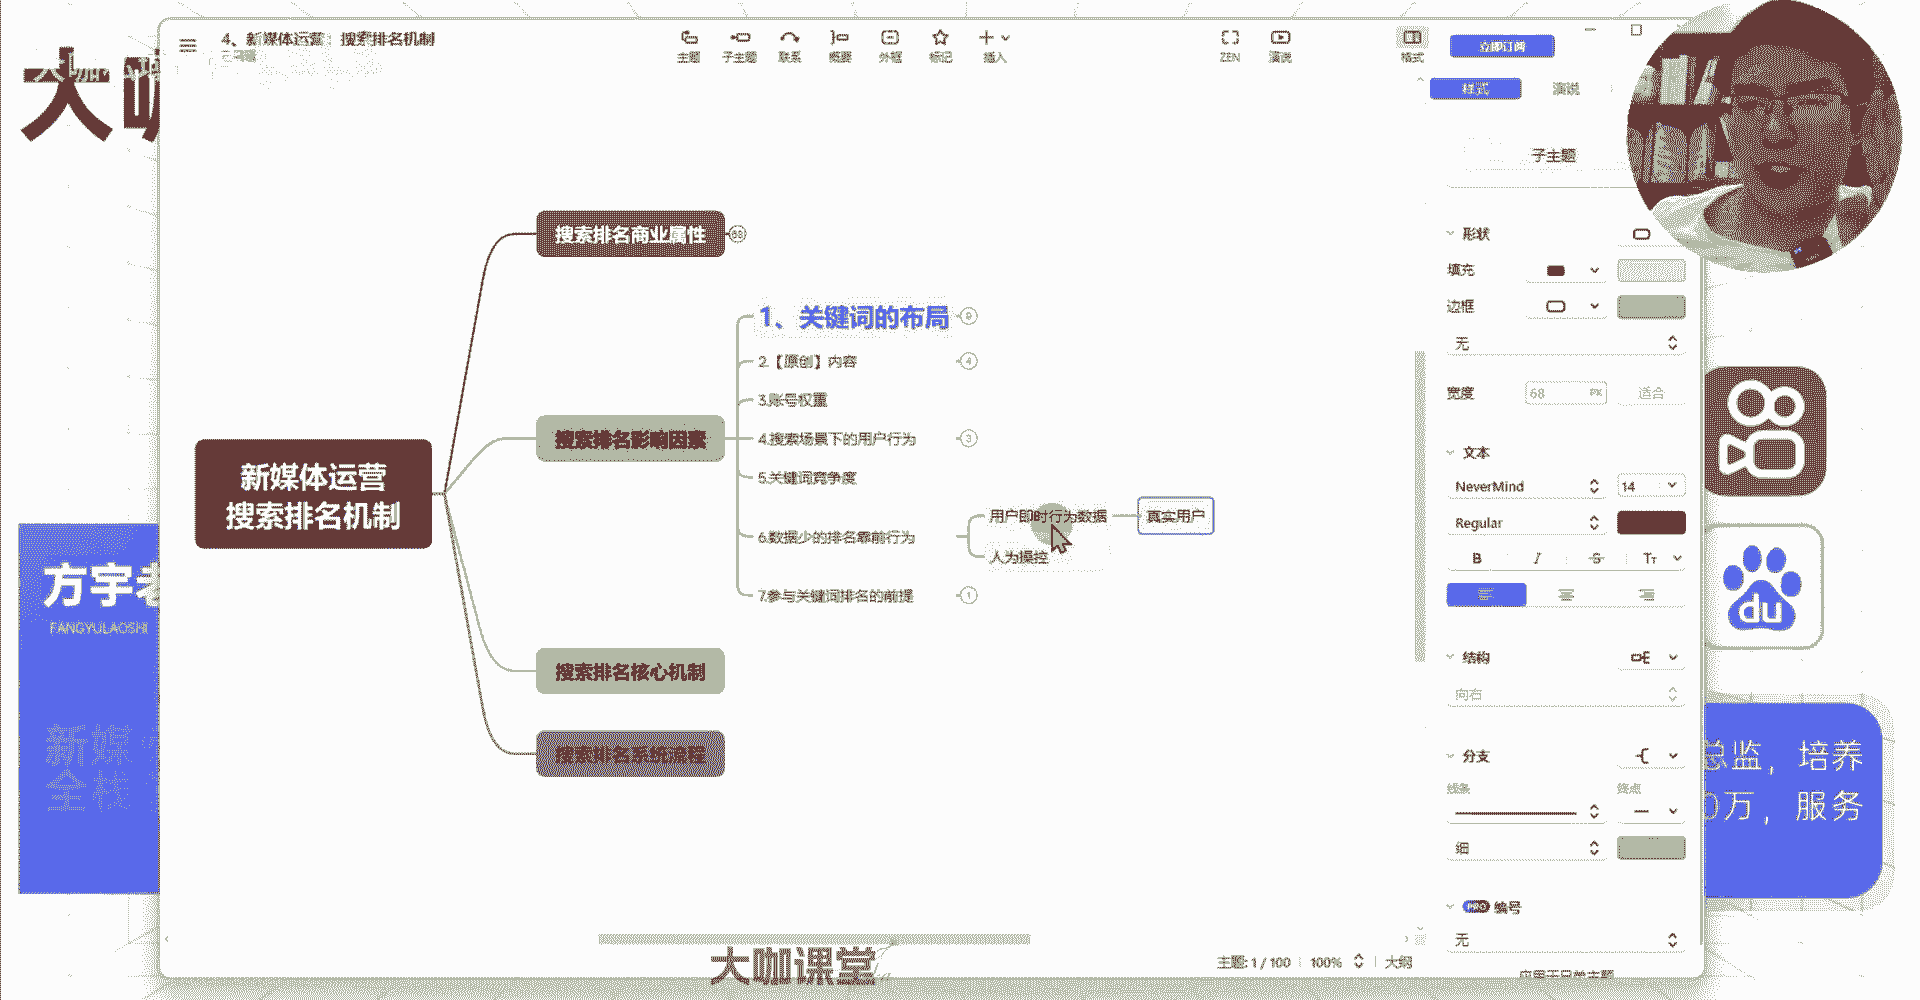 4、新媒体运营：搜索排名机制
主题
子主题
联系
概要
外框
标记
插入
ZEN
演说
格式
立即订阅
样式
演说
子主题
大咖
搜索排名商业属性
1、关键词的布局
9
2.【原创】内容
4
3.账号权重
搜索排名影响因素
4.搜索场景下的用户行为
3
5.关键词竞争度
新媒体运营
搜索排名机制
用户即时行为数据
真实用户
6.数据少的排名靠前行为
人为操控
7.参与关键词排名的前提
1
搜索排名核心机制
搜索排名系统流程
形状
填充
边框
无
宽度
68
PX
适合
文本
NeverMind
14
Regular
B
I
S
TT
结构
向右
分支
线条
终点
细
PRO
编号
无
方宇老
FANGYULAOSHI
新媒
全栈
du
总监，培养
0万，服务
大咖课堂
主题: 1 / 100
100%
大纲